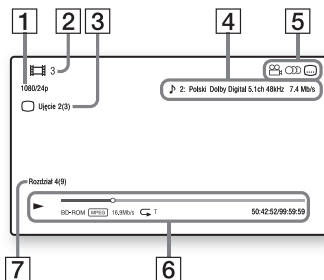 1 2 3 4 5
3
1080/24p
2: Polski Dolby Digital 5.1ch 48kHz 7.4 Mb/s
Ujęcie 2(3)
Rozdział 4(9)
BD-ROM MPEG 16,9Mb/s T 50:42:52/99:59:59
7 6